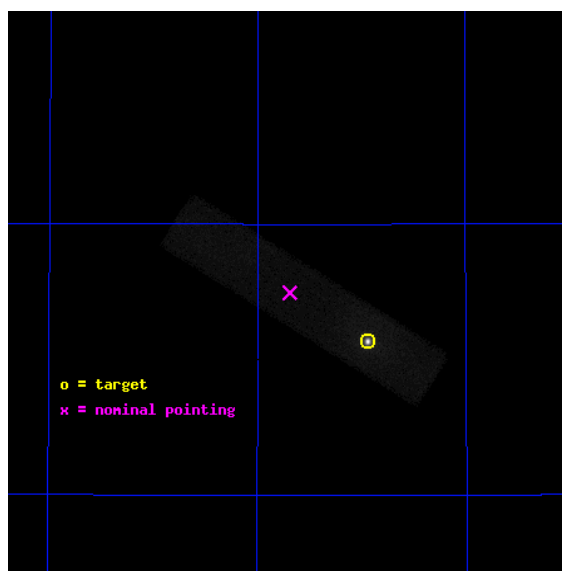 o = target
x = nominal pointing